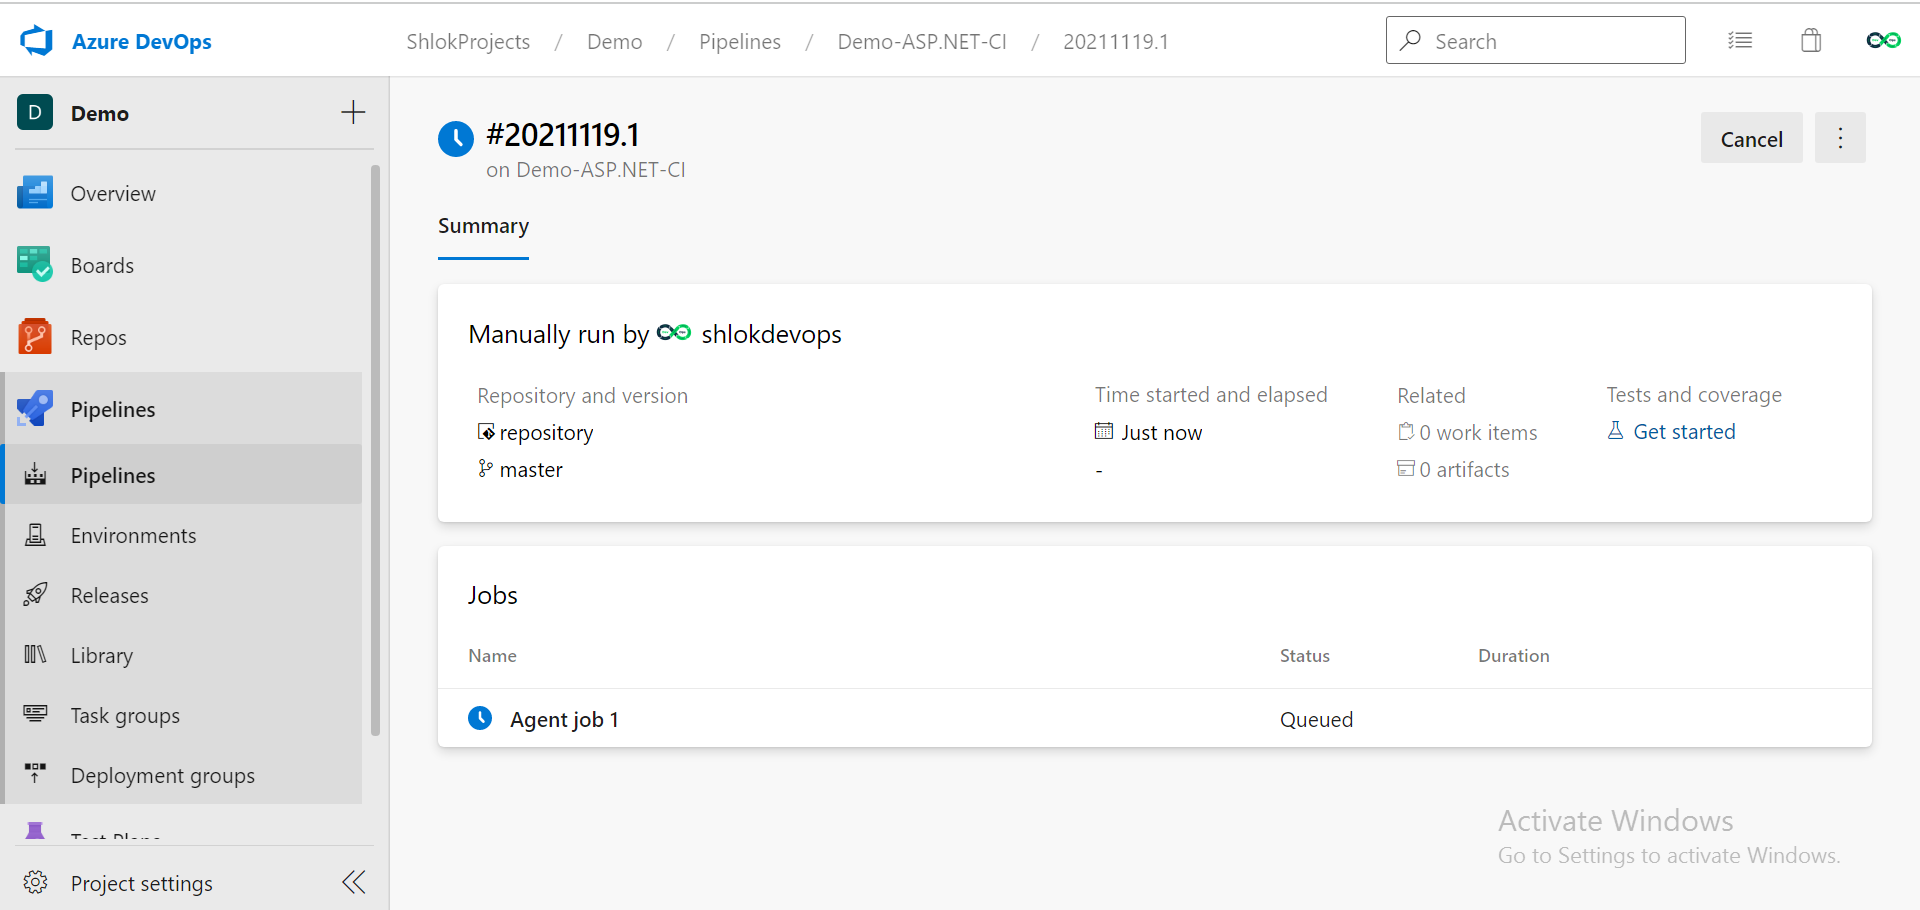 Azure DevOps
ShlokProjects / Demo / Pipelines / Demo-ASP.NET-CI / 20211119.1
Search
D Demo
Overview
Boards
Repos
Pipelines
Pipelines
Environments
Releases
Library
Task groups
Deployment groups
Test Plans
Project settings
#20211119.1
on Demo-ASP.NET-CI
Cancel
Summary
Manually run by shlokdevops
Repository and version
repository
master
Time started and elapsed
Just now
-
Related
0 work items
0 artifacts
Tests and coverage
Get started
Jobs
Name Status Duration
Agent job 1 Queued
Activate Windows
Go to Settings to activate Windows.